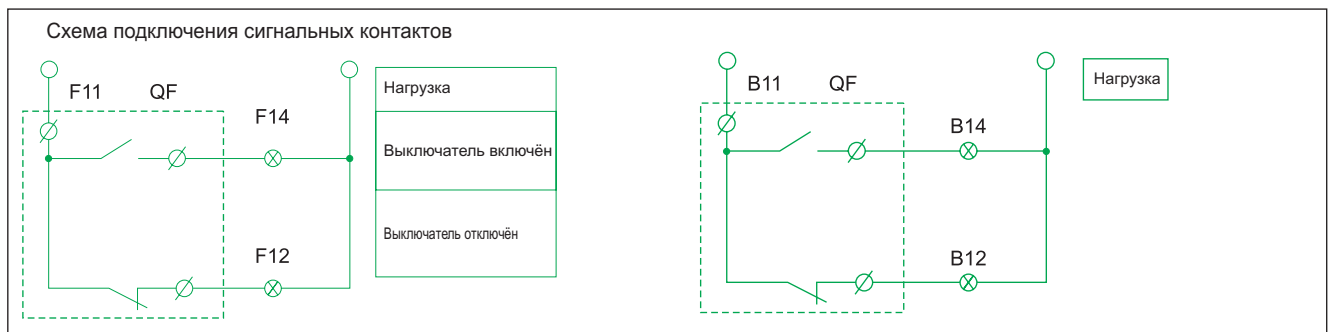 Схема подключения сигнальных контактов
F11 QF
F14
F12
Нагрузка
Выключатель включён
Выключатель отключён
B11 QF
B14
B12
Нагрузка